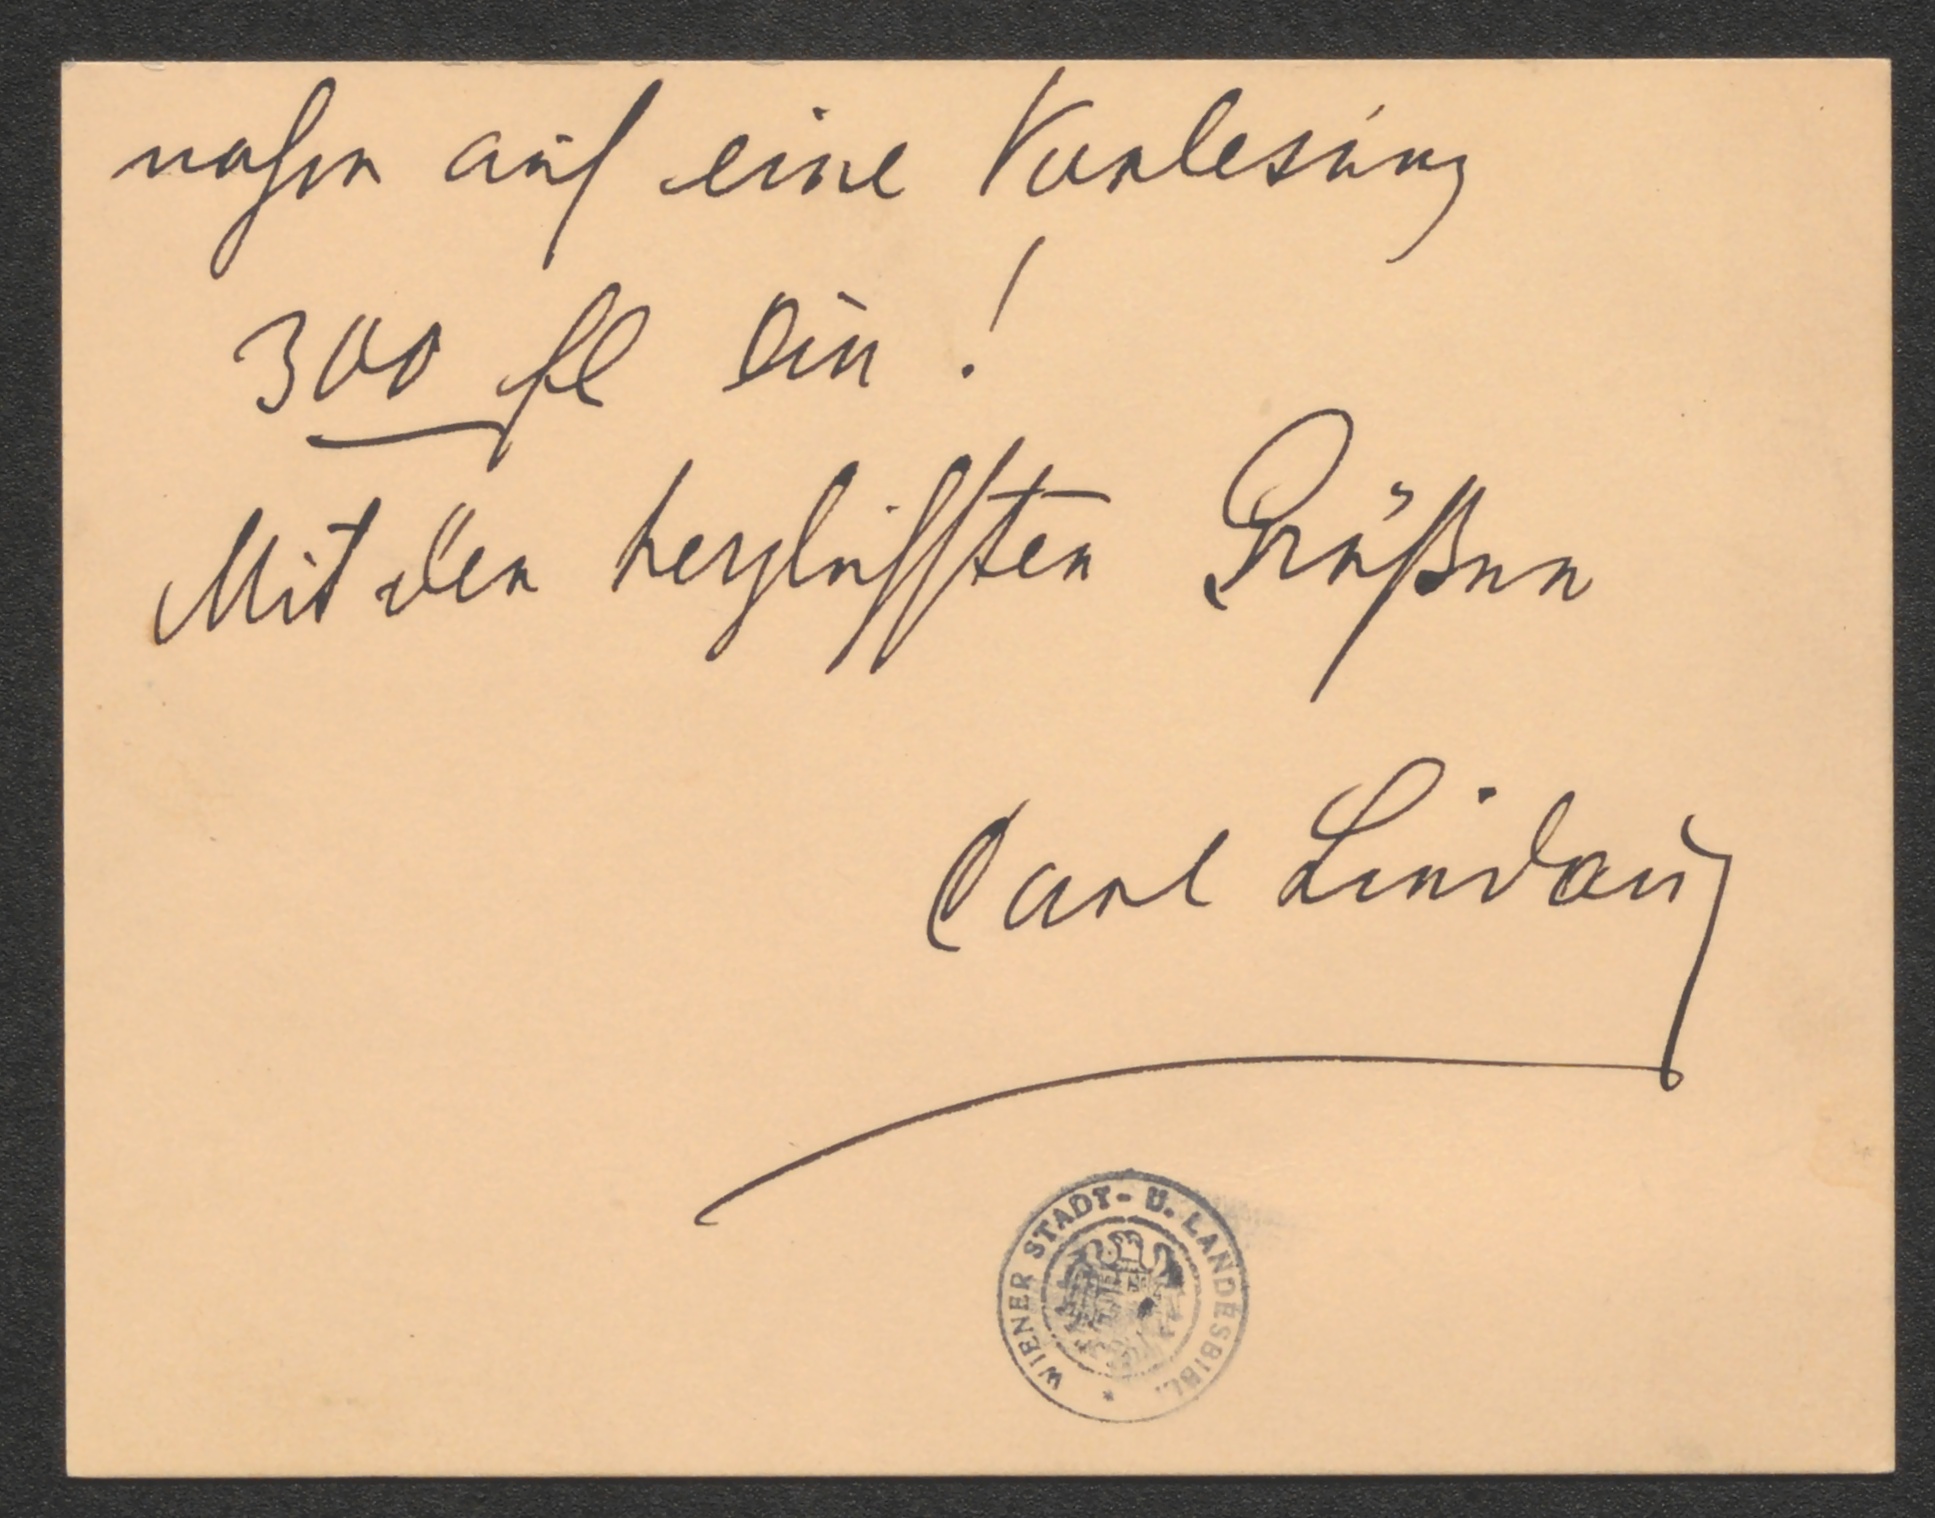 nahm auf eine Vorlesung
300 fl ein!
Mit den herzlichsten Grüßen
Carl Lindau
WIENER STADT- U. LANDESBIBL. *